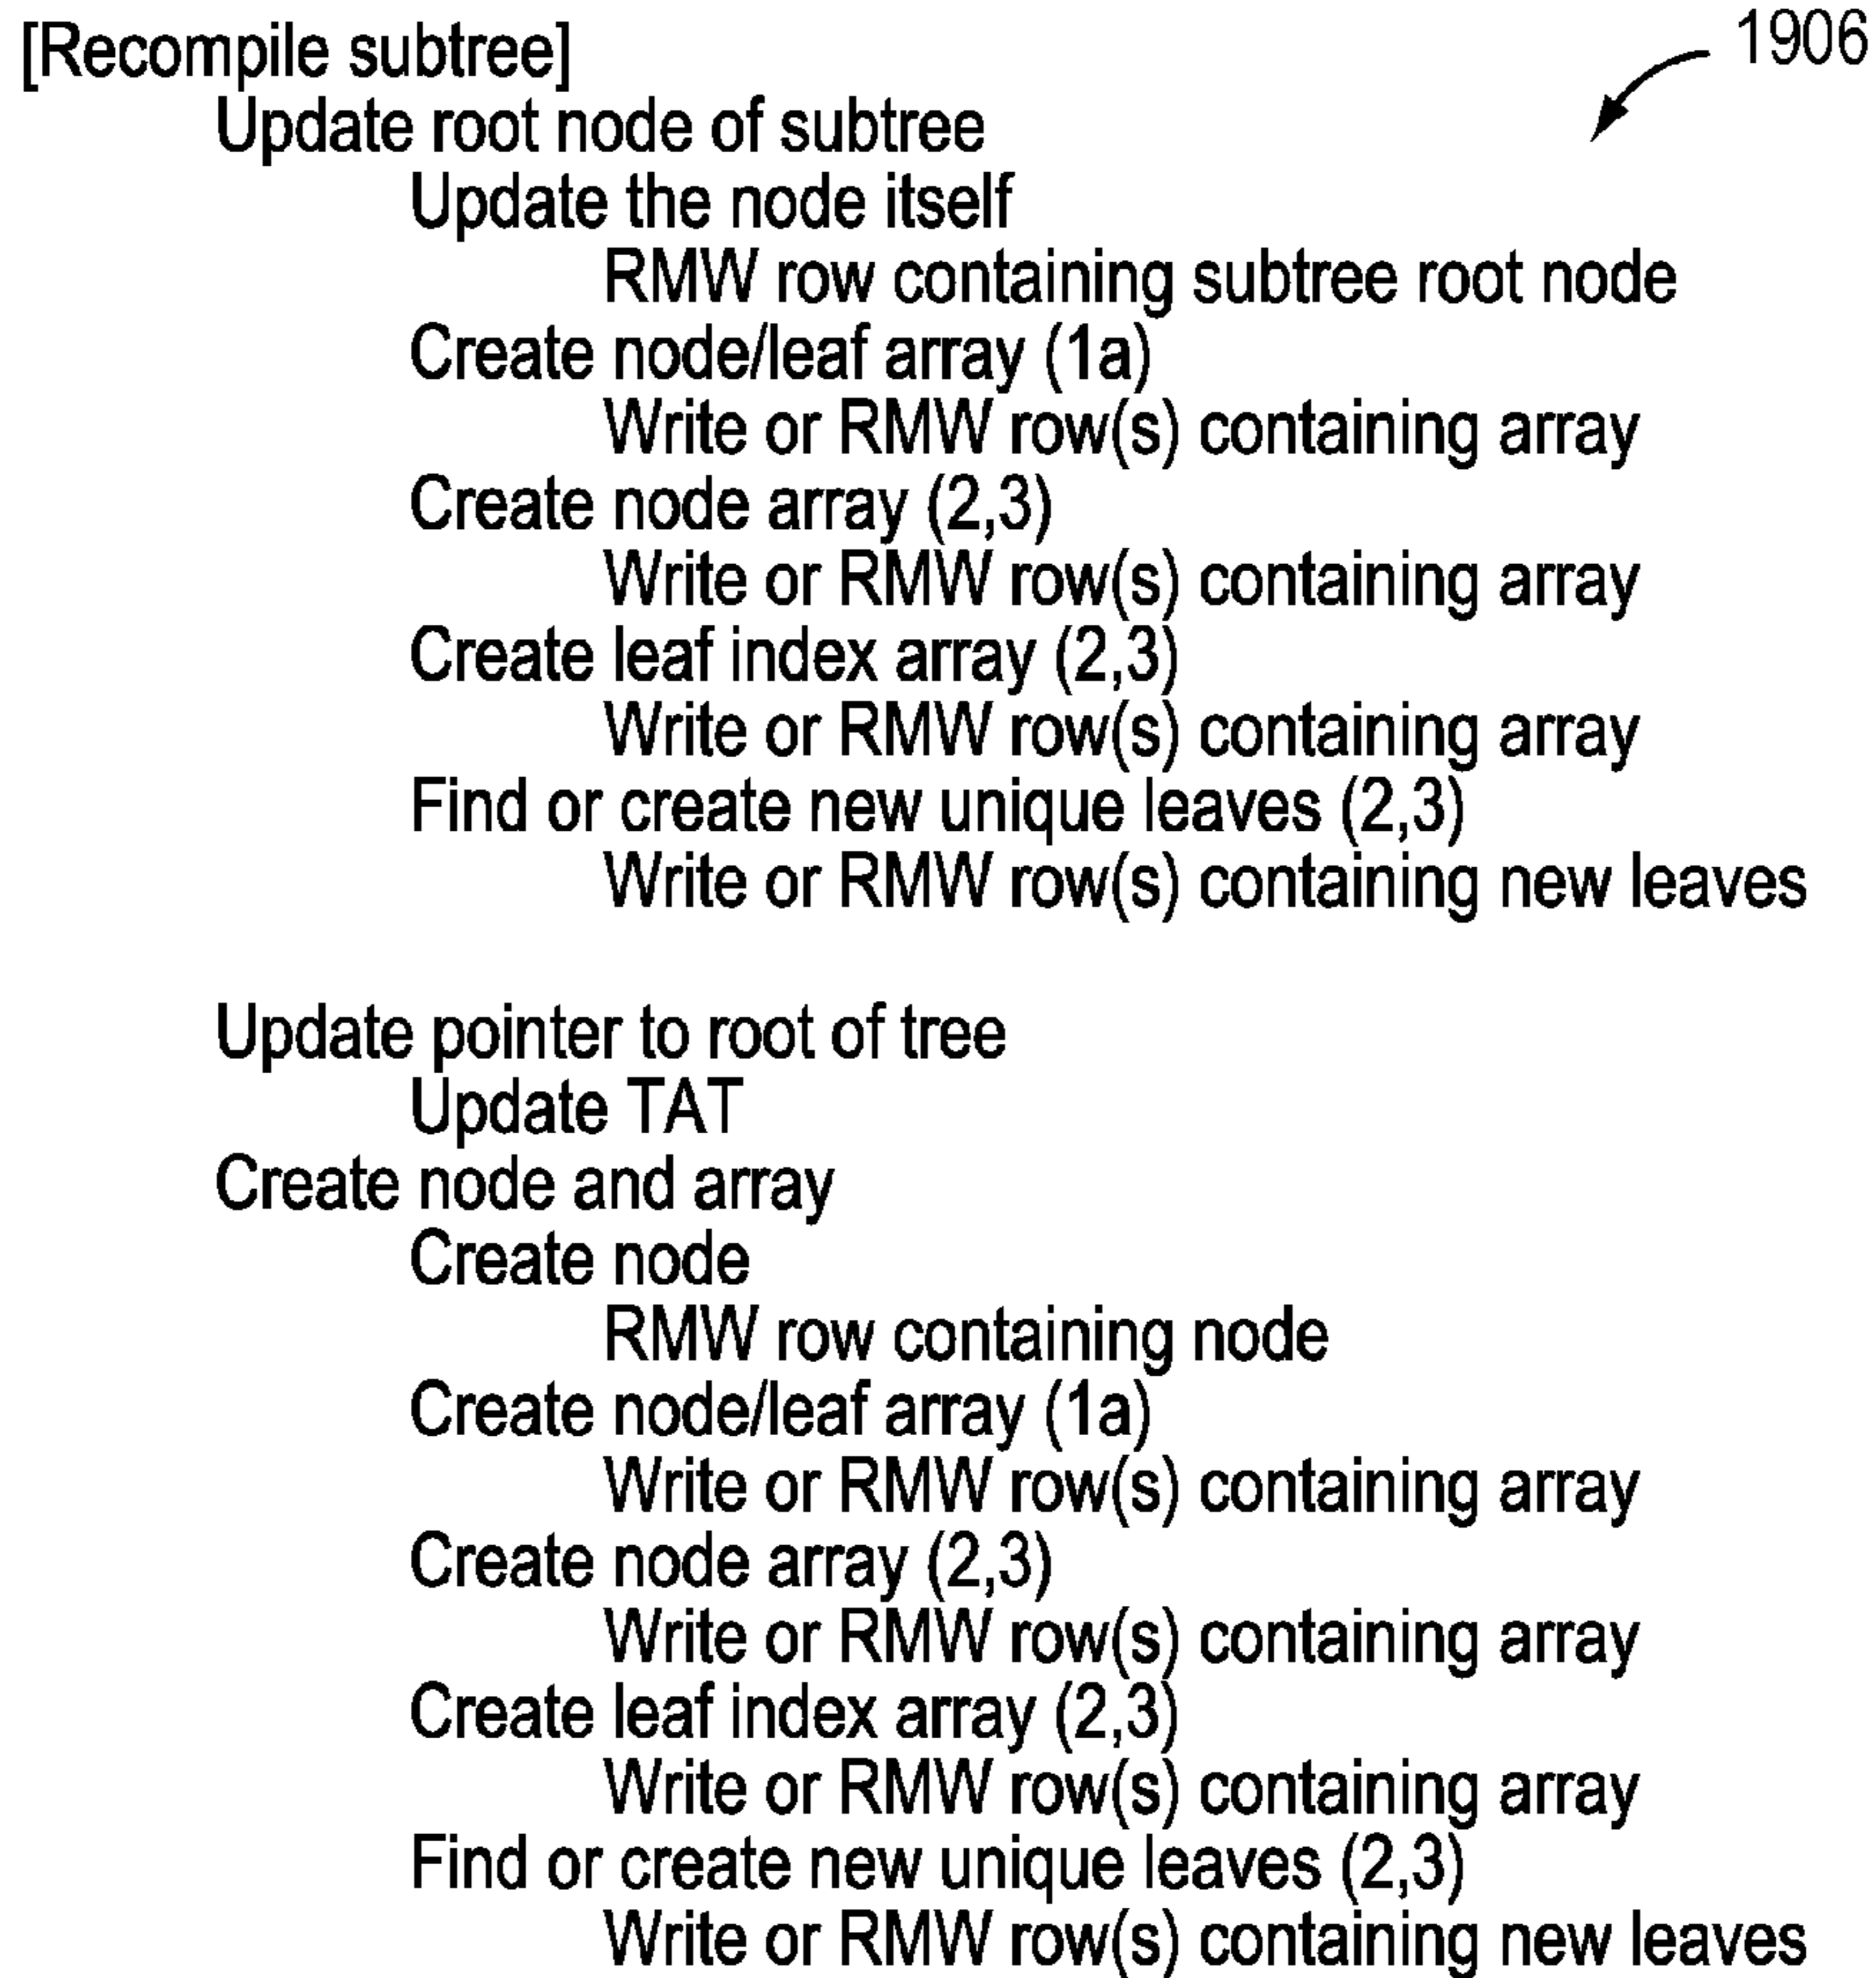 [Recompile subtree]
1906
Update root node of subtree
Update the node itself
RMW row containing subtree root node
Create node/leaf array (1a)
Write or RMW row(s) containing array
Create node array (2,3)
Write or RMW row(s) containing array
Create leaf index array (2,3)
Write or RMW row(s) containing array
Find or create new unique leaves (2,3)
Write or RMW row(s) containing new leaves
Update pointer to root of tree
Update TAT
Create node and array
Create node
RMW row containing node
Create node/leaf array (1a)
Write or RMW row(s) containing array
Create node array (2,3)
Write or RMW row(s) containing array
Create leaf index array (2,3)
Write or RMW row(s) containing array
Find or create new unique leaves (2,3)
Write or RMW row(s) containing new leaves